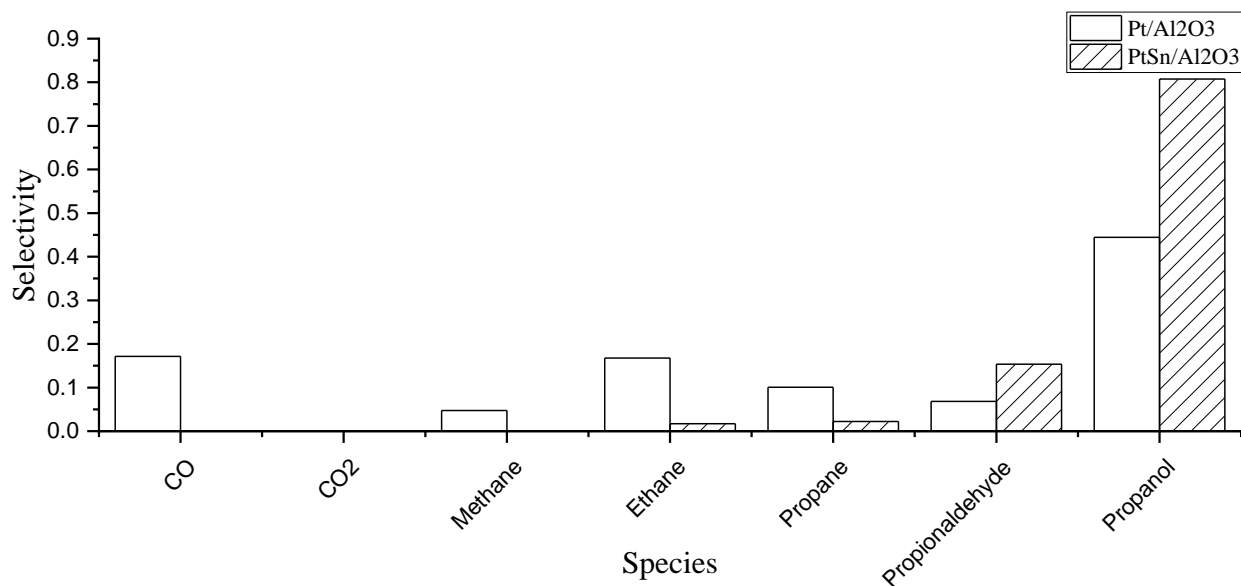 Pt/Al2O3
PtSn/Al2O3
0.9
0.8
0.7
0.6
0.5
0.4
0.3
0.2
0.1
0.0
Selectivity
CO
CO2
Methane
Ethane
Propane
Propionaldehyde
Propanol
Species